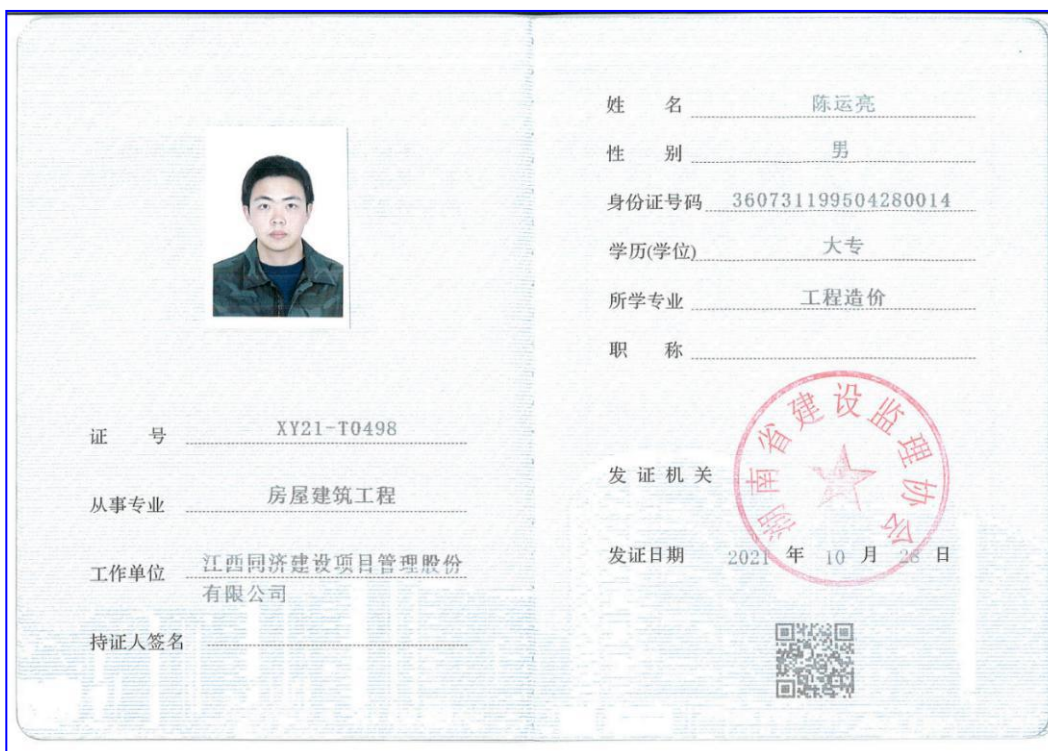 证 号 XY21-T0498
从事专业 房屋建筑工程
工作单位 江西同济建设项目管理股份
有限公司
持证人签名
姓 名 陈运亮
性 别 男
身份证号码 360731199504280014
学历(学位) 大专
所学专业 工程造价
职 称
湖南省建设监理协会
发证机关
发证日期 2021 年 10 月 28 日